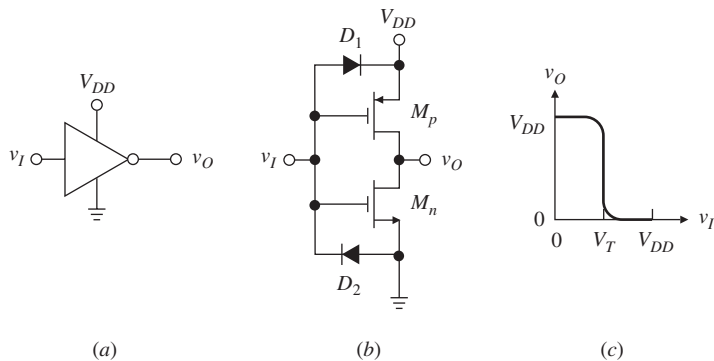 V_DD
v_I
v_O
(a)
V_DD
D_1
M_p
v_I
v_O
M_n
D_2
(b)
v_O
V_DD
0
0
V_T
V_DD
v_I
(c)